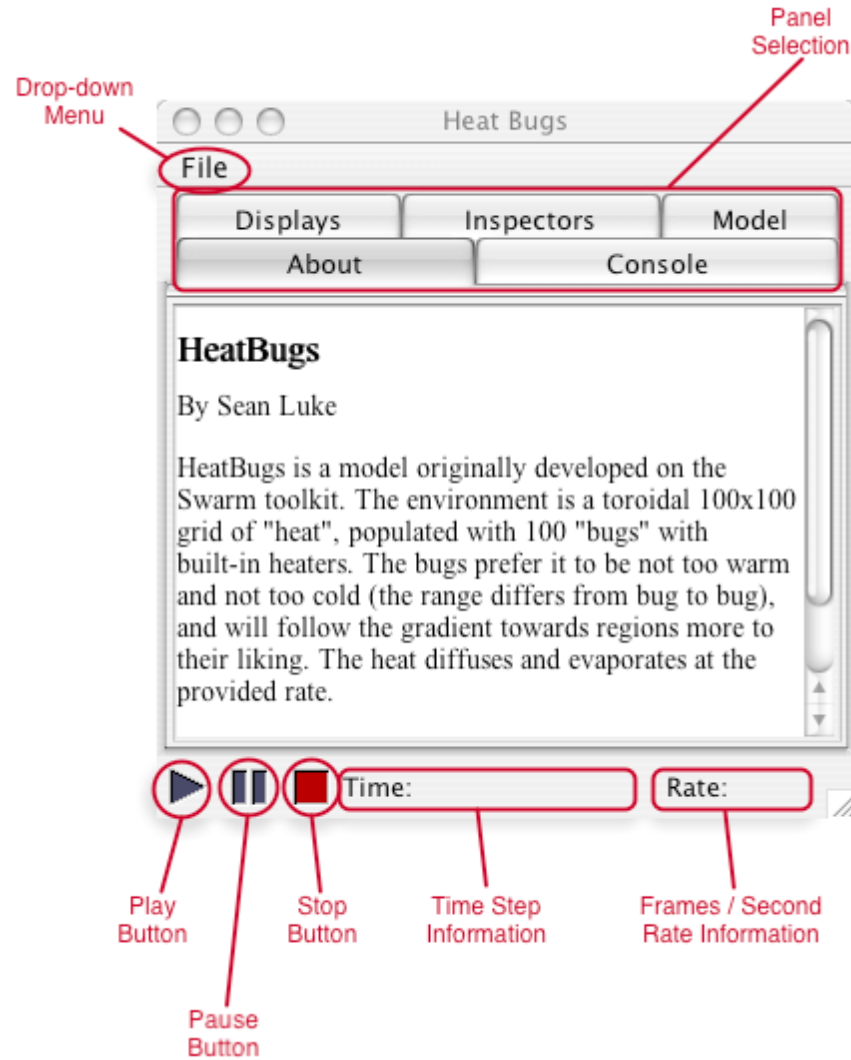 Panel
Selection
Drop-down
Menu
Heat Bugs
File
Displays Inspectors Model
About Console
HeatBugs
By Sean Luke
HeatBugs is a model originally developed on the
Swarm toolkit. The environment is a toroidal 100x100
grid of "heat", populated with 100 "bugs" with
built-in heaters. The bugs prefer it to be not too warm
and not too cold (the range differs from bug to bug),
and will follow the gradient towards regions more to
their liking. The heat diffuses and evaporates at the
provided rate.
Time: Rate:
Play
Button
Stop
Button
Time Step
Information
Frames / Second
Rate Information
Pause
Button